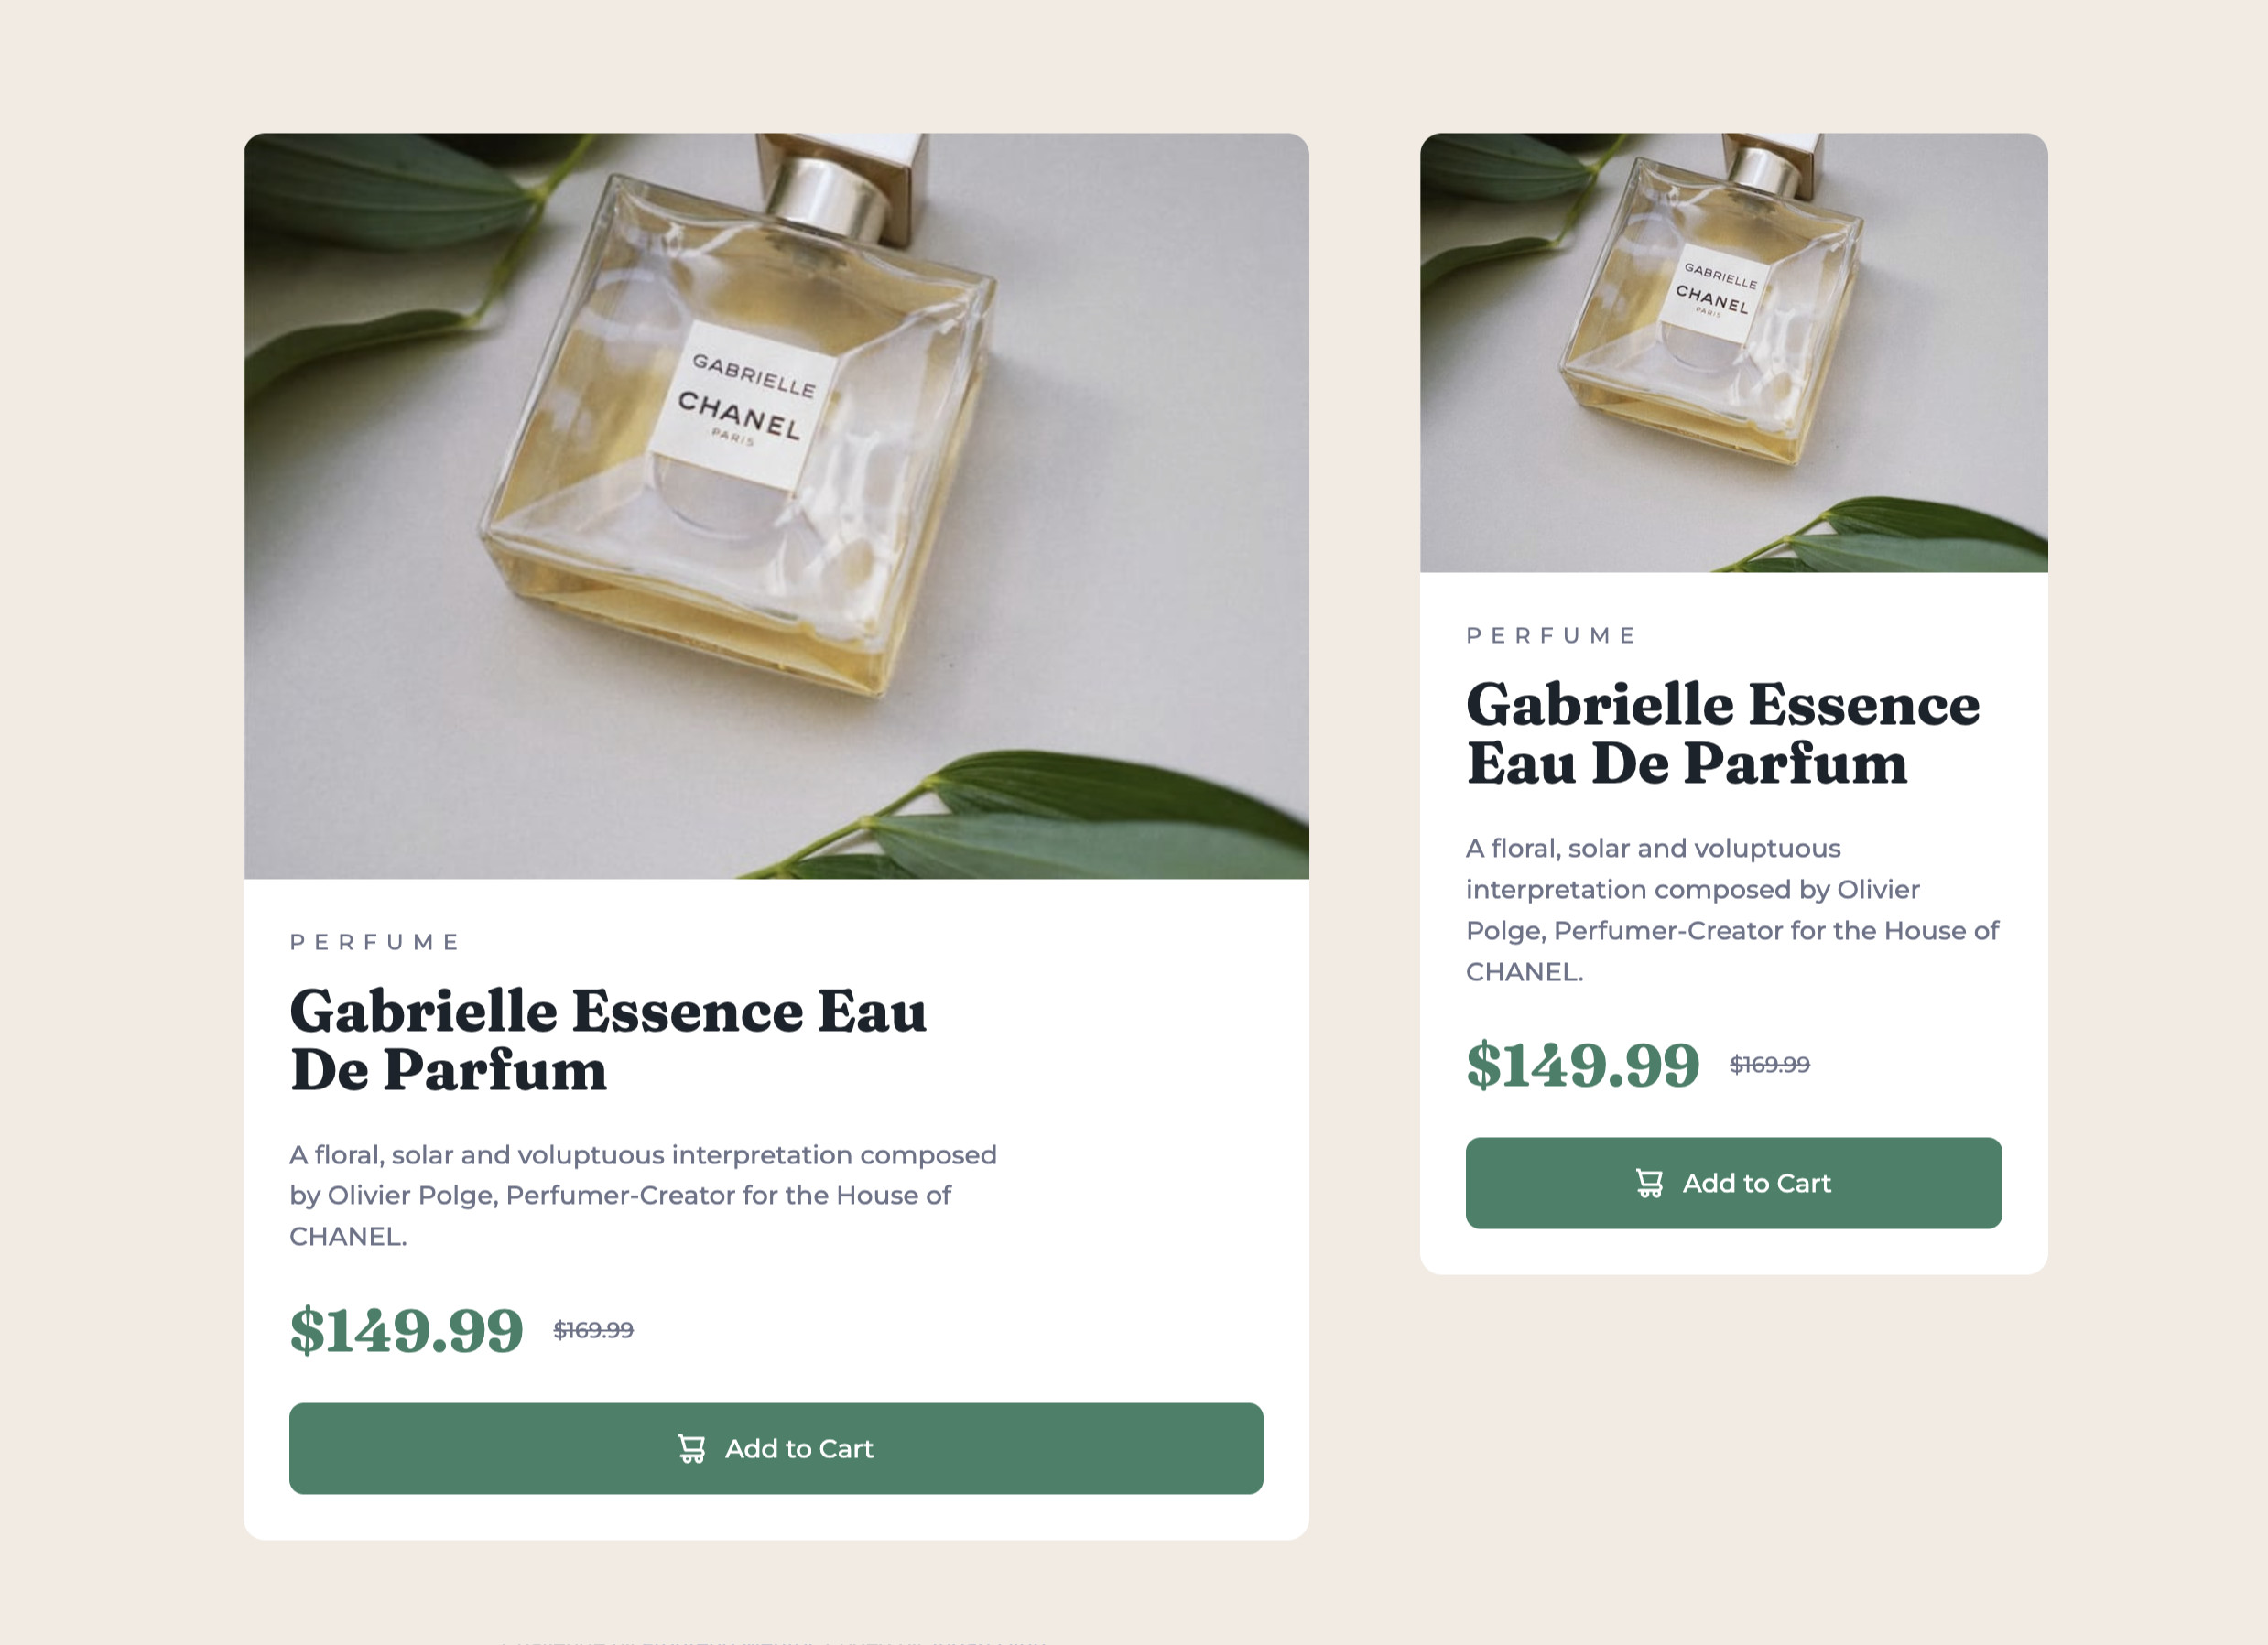 GABRIELLE
CHANEL
PARIS
PERFUME
Gabrielle Essence Eau
De Parfum
A floral, solar and voluptuous interpretation composed
by Olivier Polge, Perfumer-Creator for the House of
CHANEL.
$149.99 $169.99
Add to Cart
GABRIELLE
CHANEL
PARIS
PERFUME
Gabrielle Essence
Eau De Parfum
A floral, solar and voluptuous
interpretation composed by Olivier
Polge, Perfumer-Creator for the House of
CHANEL.
$149.99 $169.99
Add to Cart